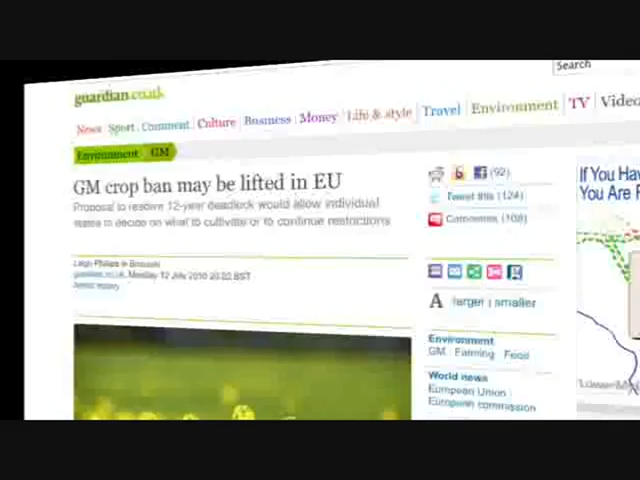 Search
guardian.co.uk
News Sport Comment Culture Business Money Life & style Travel Environment TV Video
Environment GM
GM crop ban may be lifted in EU
Proposal to resolve 12-year deadlock would allow individual
states to decide on what to cultivate or to continue restrictions
(92)
Tweet this (124)
Comments (108)
If You Hav
You Are F
Leigh Phillips in Brussels
guardian.co.uk, Monday 12 July 2010 20.02 BST
Article history
A larger | smaller
Environment
GM Farming Food
World news
European Union
European commission